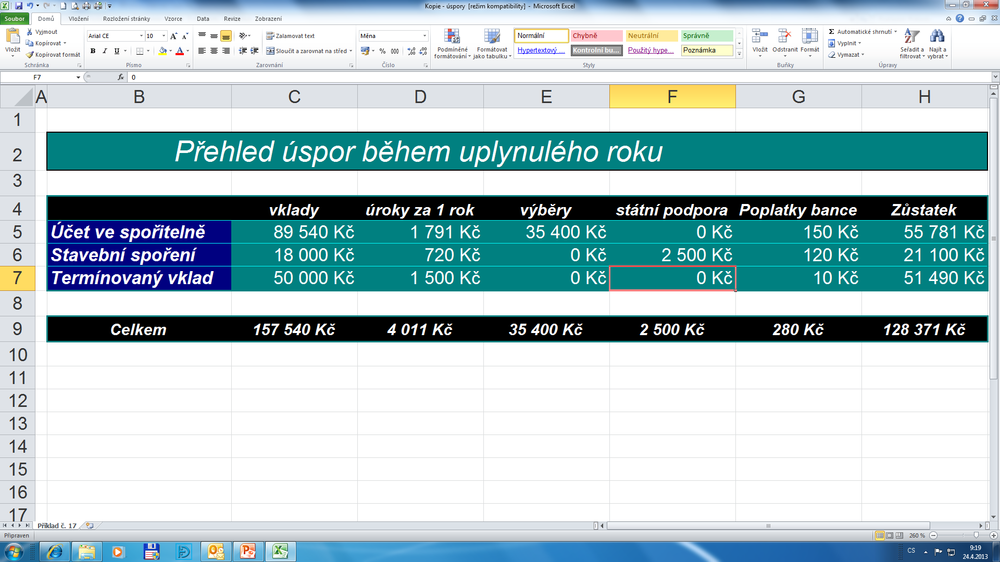 Kopie - úspory  [režim kompatibility]  -  Microsoft Excel
Soubor Domů Vložení Rozložení stránky Vzorce Data Revize Zobrazení
Vložit Vyjmout Kopírovat Kopírovat formát Schránka
Arial CE 10 B I U Písmo
Zalamovat text Sloučit a zarovnat na střed Zarovnání
Měna % 000 Číslo
Podmíněné formátování Formátovat jako tabulku
Normální Chybně Neutrální Správně
Hypertextový ... Kontrolní bu... Použitý hype... Poznámka
Styly
Vložit Odstranit Formát Buňky
Σ Automatické shrnutí Vyplnit Vymazat Seřadit a filtrovat Najít a vybrat Úpravy
F7 fx 0
A B C D E F G H
1
2 Přehled úspor během uplynulého roku
3
4 vklady úroky za 1 rok výběry státní podpora Poplatky bance Zůstatek
5 Účet ve spořitelně 89 540 Kč 1 791 Kč 35 400 Kč 0 Kč 150 Kč 55 781 Kč
6 Stavební spoření 18 000 Kč 720 Kč 0 Kč 2 500 Kč 120 Kč 21 100 Kč
7 Termínovaný vklad 50 000 Kč 1 500 Kč 0 Kč 0 Kč 10 Kč 51 490 Kč
8
9 Celkem 157 540 Kč 4 011 Kč 35 400 Kč 2 500 Kč 280 Kč 128 371 Kč
10
11
12
13
14
15
16
17
Příklad č. 17
Připraven 260 %
CS 9:19
24.4.2013